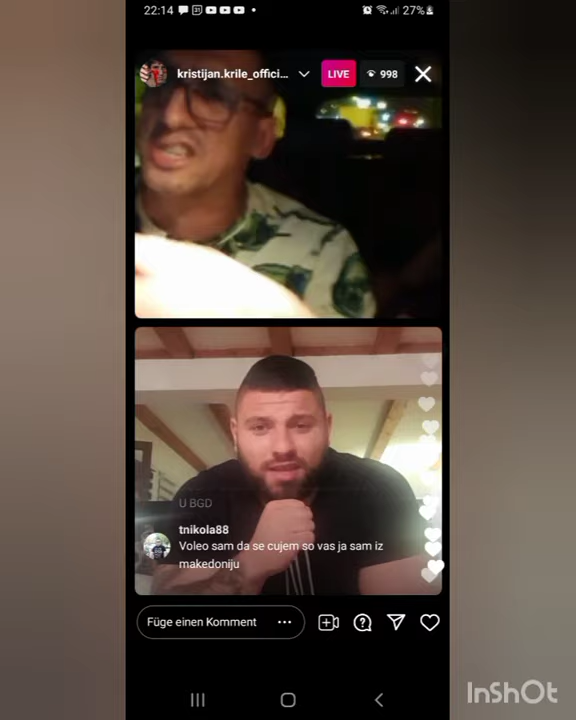 22:14
31
27%
kristijan.krile_offici...
LIVE
998
U BGD
tnikola88
Voleo sam da se cujem so vas ja sam iz
makedoniju
Füge einen Komment
InShOt